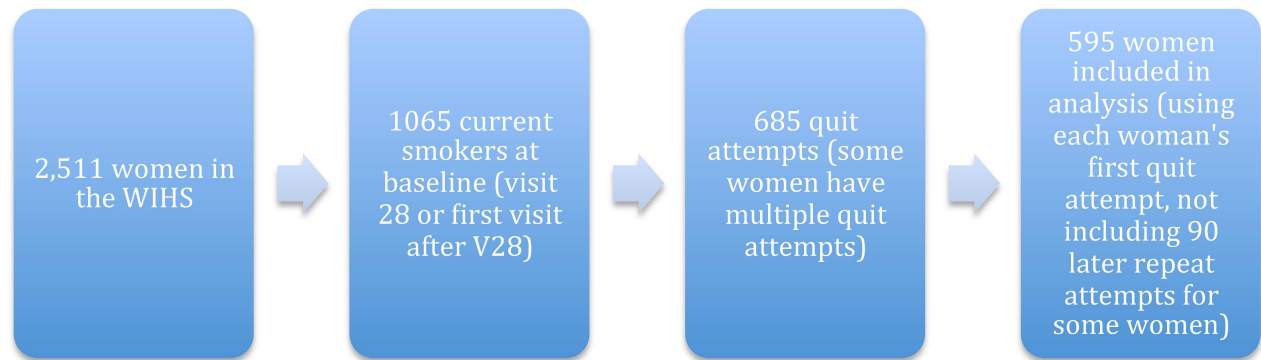 2,511 women in
the WIHS
1065 current
smokers at
baseline (visit
28 or first visit
after V28)
685 quit
attempts (some
women have
multiple quit
attempts)
595 women
included in
analysis (using
each woman's
first quit
attempt, not
including 90
later repeat
attempts for
some women)